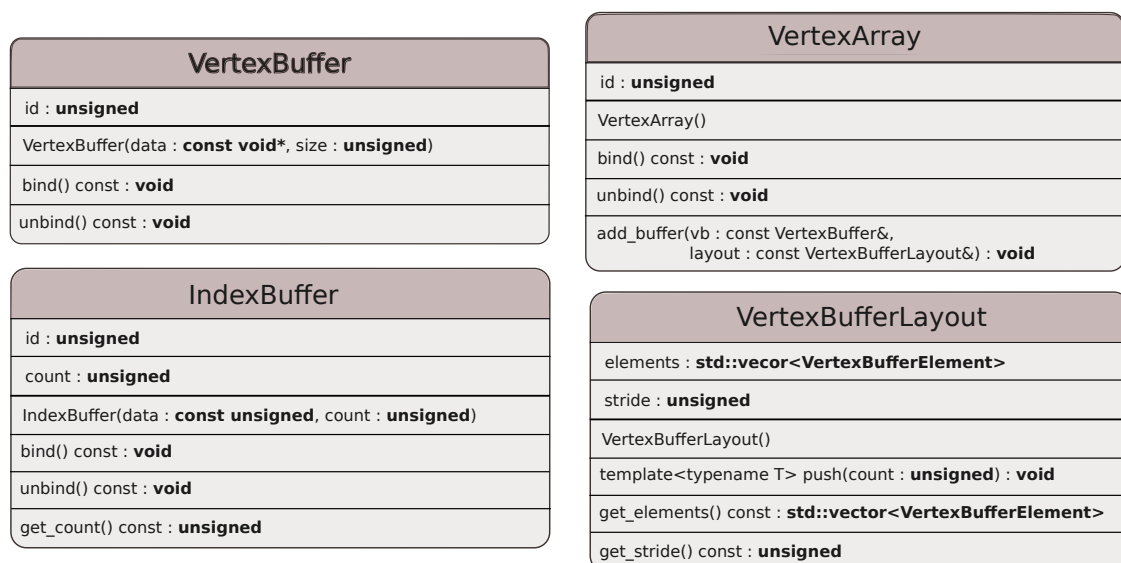 VertexBuffer
id : unsigned
VertexBuffer(data : const void*, size : unsigned)
bind() const : void
unbind() const : void
IndexBuffer
id : unsigned
count : unsigned
IndexBuffer(data : const unsigned, count : unsigned)
bind() const : void
unbind() const : void
get_count() const : unsigned
VertexArray
id : unsigned
VertexArray()
bind() const : void
unbind() const : void
add_buffer(vb : const VertexBuffer&,
layout : const VertexBufferLayout&) : void
VertexBufferLayout
elements : std::vecor<VertexBufferElement>
stride : unsigned
VertexBufferLayout()
template<typename T> push(count : unsigned) : void
get_elements() const : std::vector<VertexBufferElement>
get_stride() const : unsigned